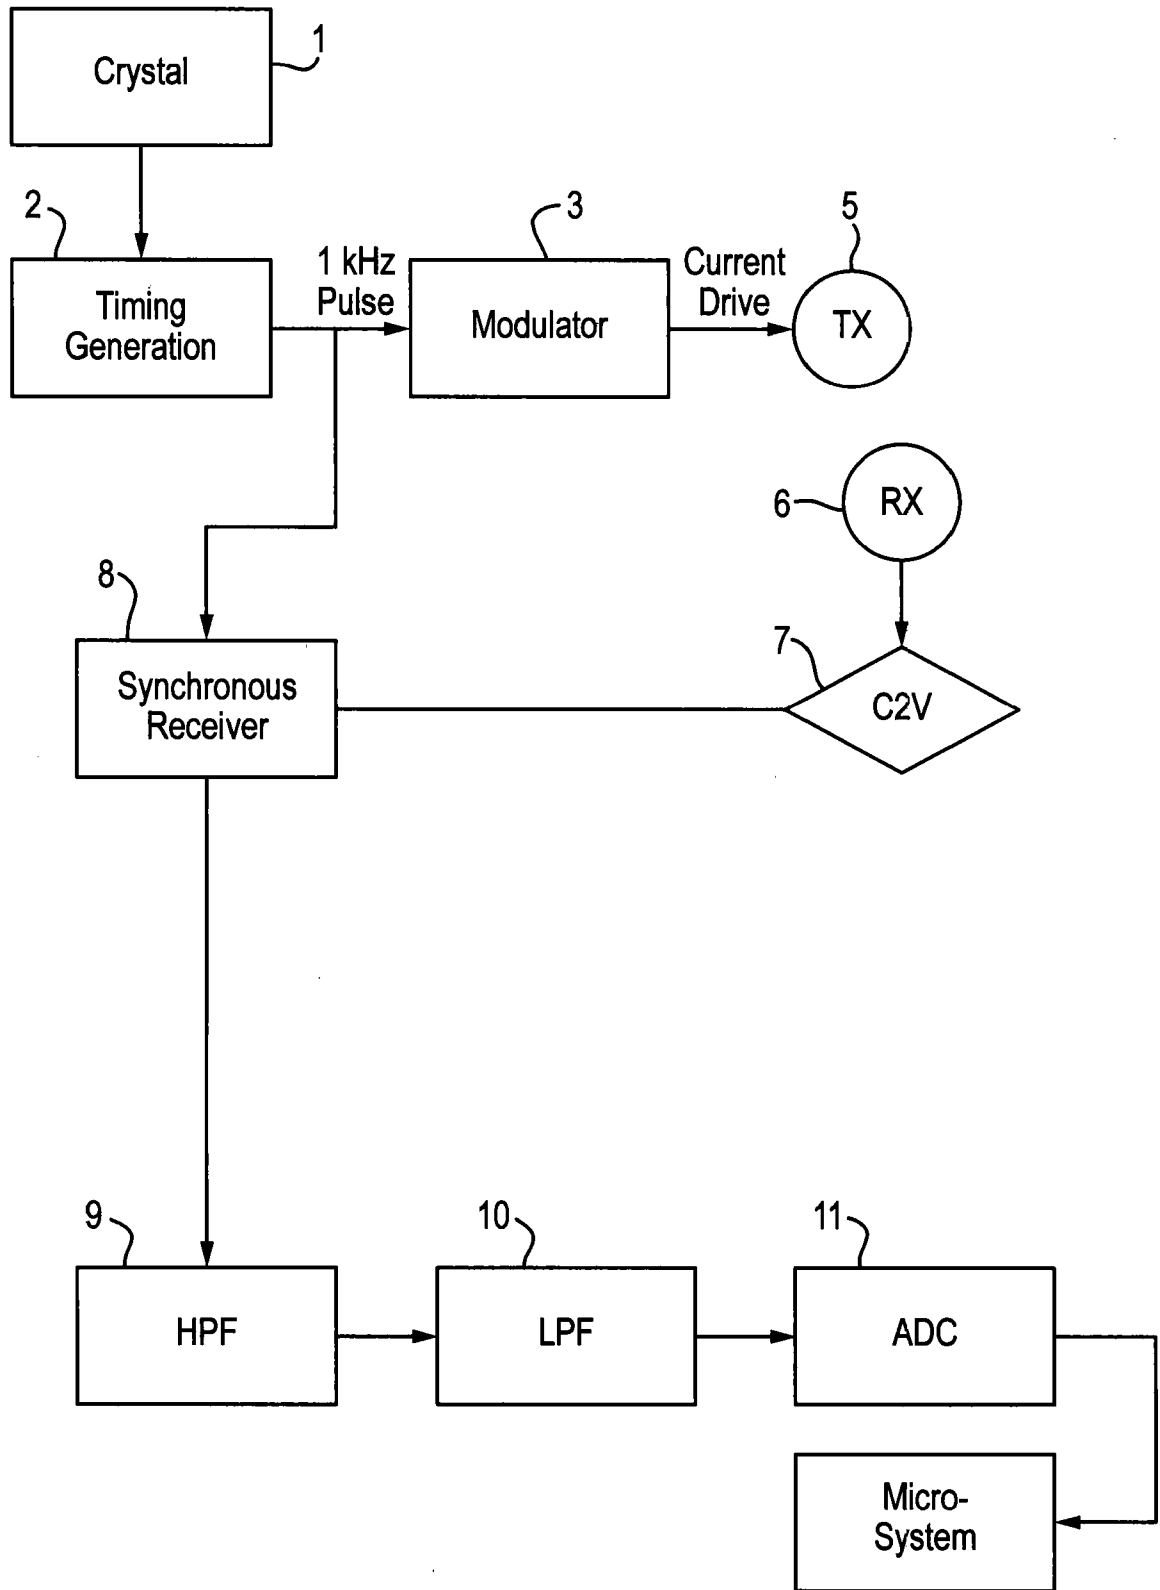 1
Crystal
2
3
5
1 kHz
Pulse
Current
Drive
Timing
Generation
Modulator
TX
6
RX
8
7
Synchronous
Receiver
C2V
9
10
11
HPF
LPF
ADC
Micro-
System